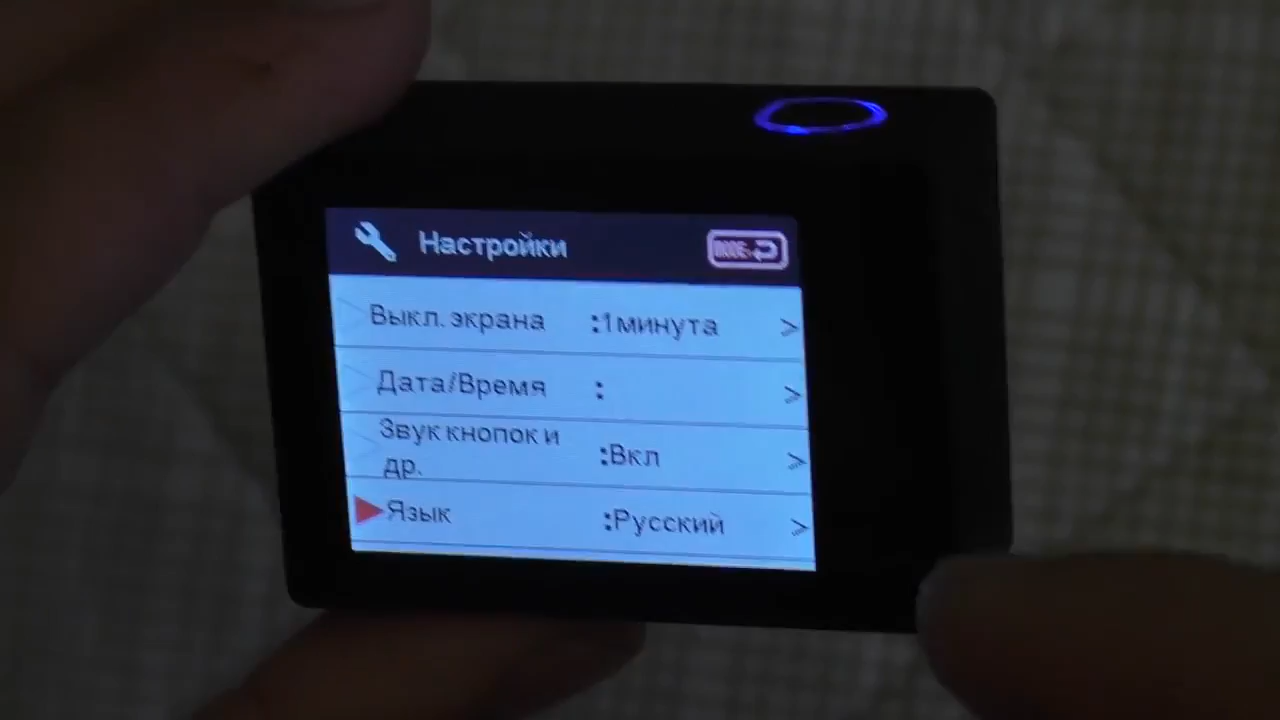 Настройки MODE:
Выкл. экрана :1минута >
Дата/Время : >
Звук кнопок и
др. :Вкл >
Язык :Русский >